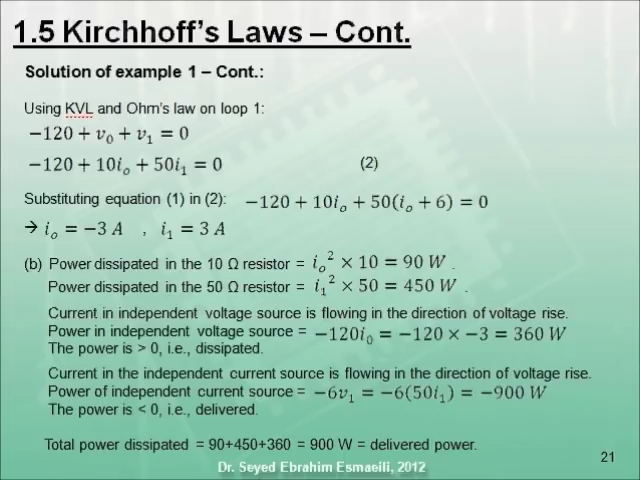 1.5 Kirchhoff's Laws – Cont.
Solution of example 1 – Cont.:
Using KVL and Ohm's law on loop 1:
−120 + v₀ + v₁ = 0
−120 + 10iₒ + 50i₁ = 0 (2)
Substituting equation (1) in (2): −120 + 10iₒ + 50(iₒ + 6) = 0
→ iₒ = −3 A , i₁ = 3 A
(b) Power dissipated in the 10 Ω resistor = iₒ² × 10 = 90 W .
Power dissipated in the 50 Ω resistor = i₁² × 50 = 450 W .
Current in independent voltage source is flowing in the direction of voltage rise.
Power in independent voltage source = −120i₀ = −120 × −3 = 360 W
The power is > 0, i.e., dissipated.
Current in the independent current source is flowing in the direction of voltage rise.
Power of independent current source = −6v₁ = −6(50i₁) = −900 W
The power is < 0, i.e., delivered.
Total power dissipated = 90+450+360 = 900 W = delivered power.
21
Dr. Seyed Ebrahim Esmaeili, 2012